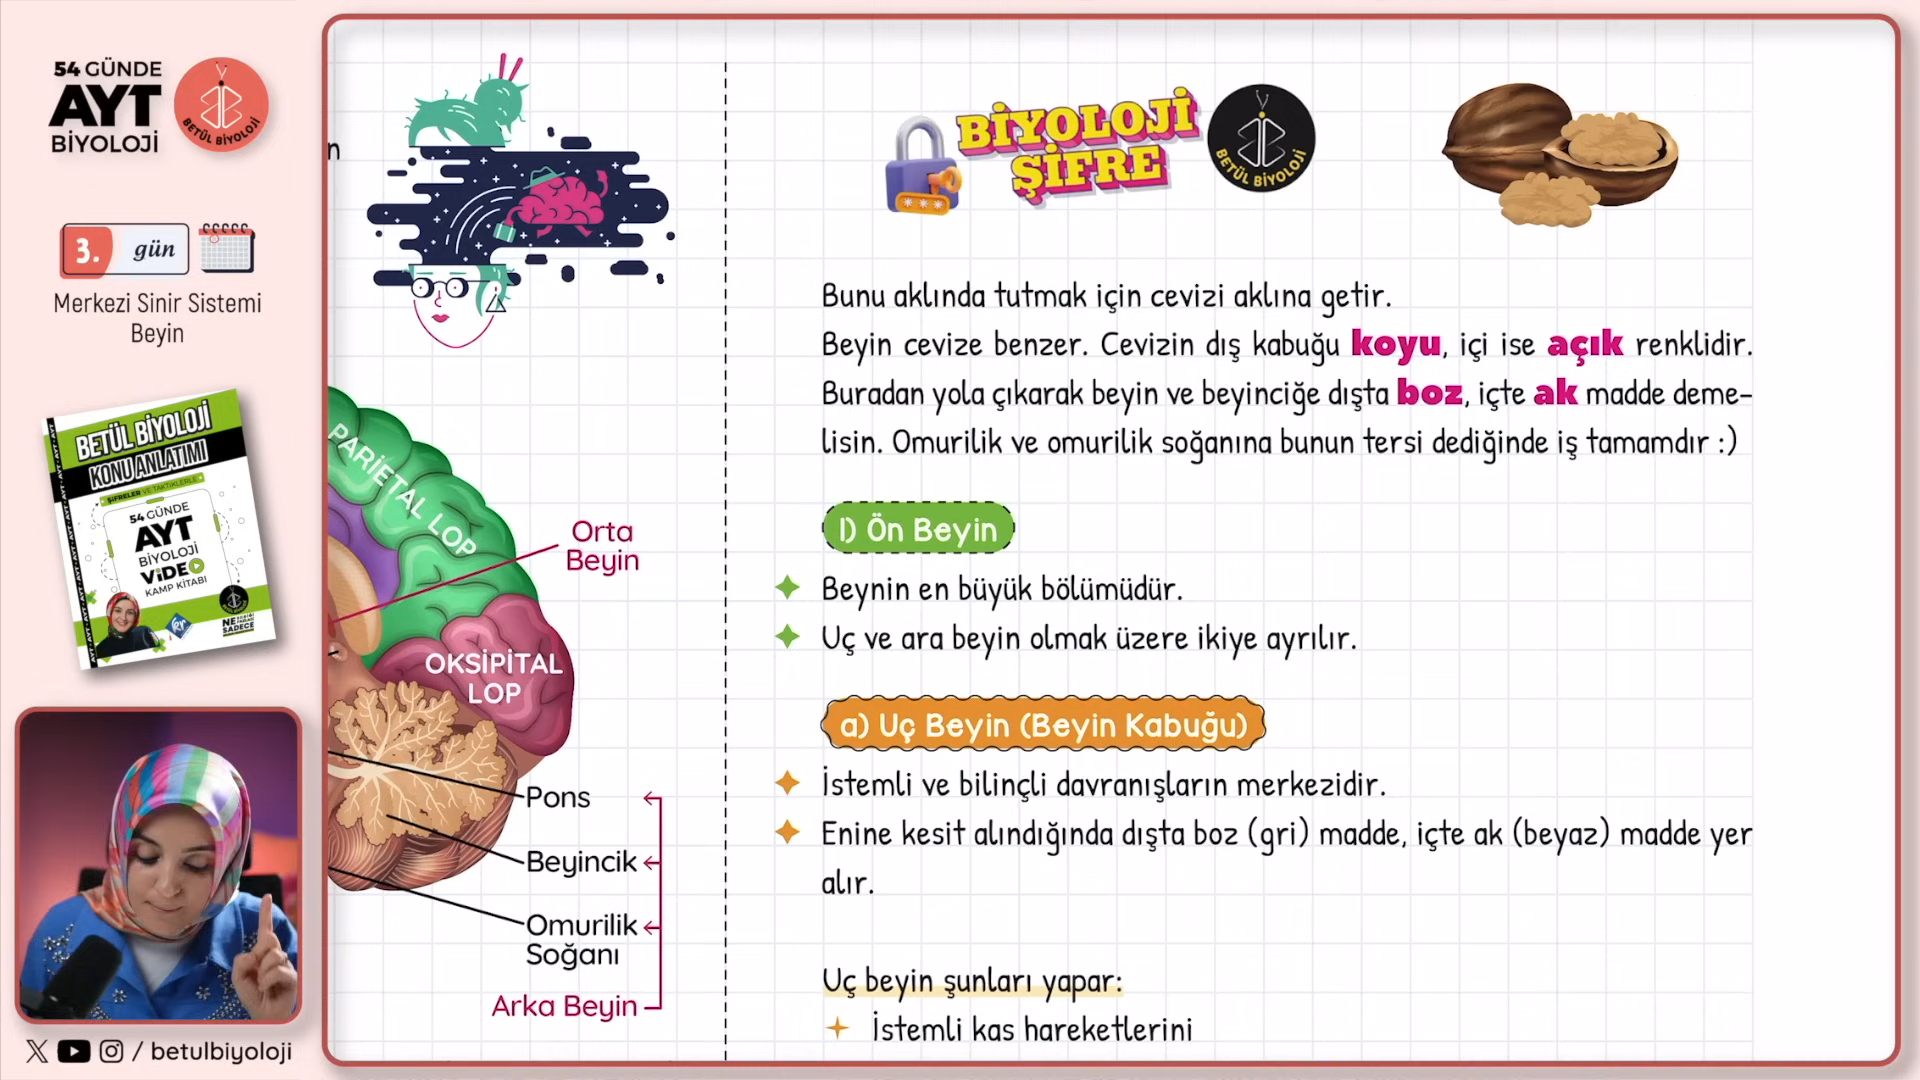 54 GÜNDE
AYT
BİYOLOJİ
BETÜL BİYOLOJİ
3. gün
Merkezi Sinir Sistemi
Beyin
BETÜL BİYOLOJİ
KONU ANLATIMI
ŞİFRELER VE TAKTİKLERLE
54 GÜNDE
AYT
BİYOLOJİ
VİDEO
KAMP KİTABI
/ betulbiyoloji
n
PARİETAL LOP
Orta
Beyin
OKSİPİTAL
LOP
Pons
Beyincik
Omurilik
Soğanı
Arka Beyin
BİYOLOJİ
ŞİFRE
BETÜL BİYOLOJİ
Bunu aklında tutmak için cevizi aklına getir.
Beyin cevize benzer. Cevizin dış kabuğu koyu, içi ise açık renklidir.
Buradan yola çıkarak beyin ve beyinciğe dışta boz, içte ak madde deme-
lisin. Omurilik ve omurilik soğanına bunun tersi dediğinde iş tamamdır :)
I) Ön Beyin
Beynin en büyük bölümüdür.
Uç ve ara beyin olmak üzere ikiye ayrılır.
a) Uç Beyin (Beyin Kabuğu)
İstemli ve bilinçli davranışların merkezidir.
Enine kesit alındığında dışta boz (gri) madde, içte ak (beyaz) madde yer
alır.
Uç beyin şunları yapar:
İstemli kas hareketlerini